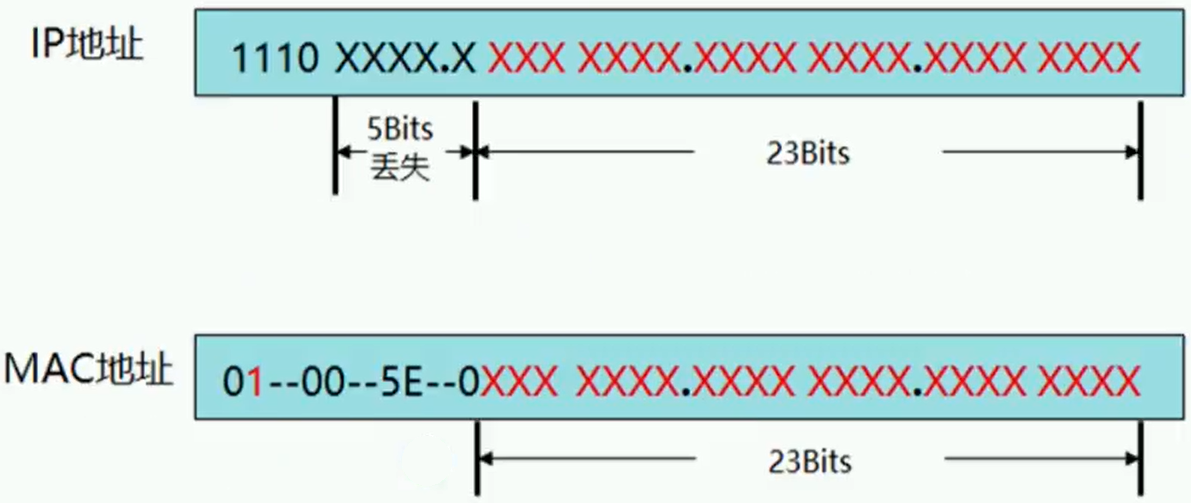 IP地址
1110 XXXX.X XXX XXXX.XXXX XXXX.XXXX XXXX
5Bits
丢失
23Bits
MAC地址
01--00--5E--0XXX XXXX.XXXX XXXX.XXXX XXXX
23Bits